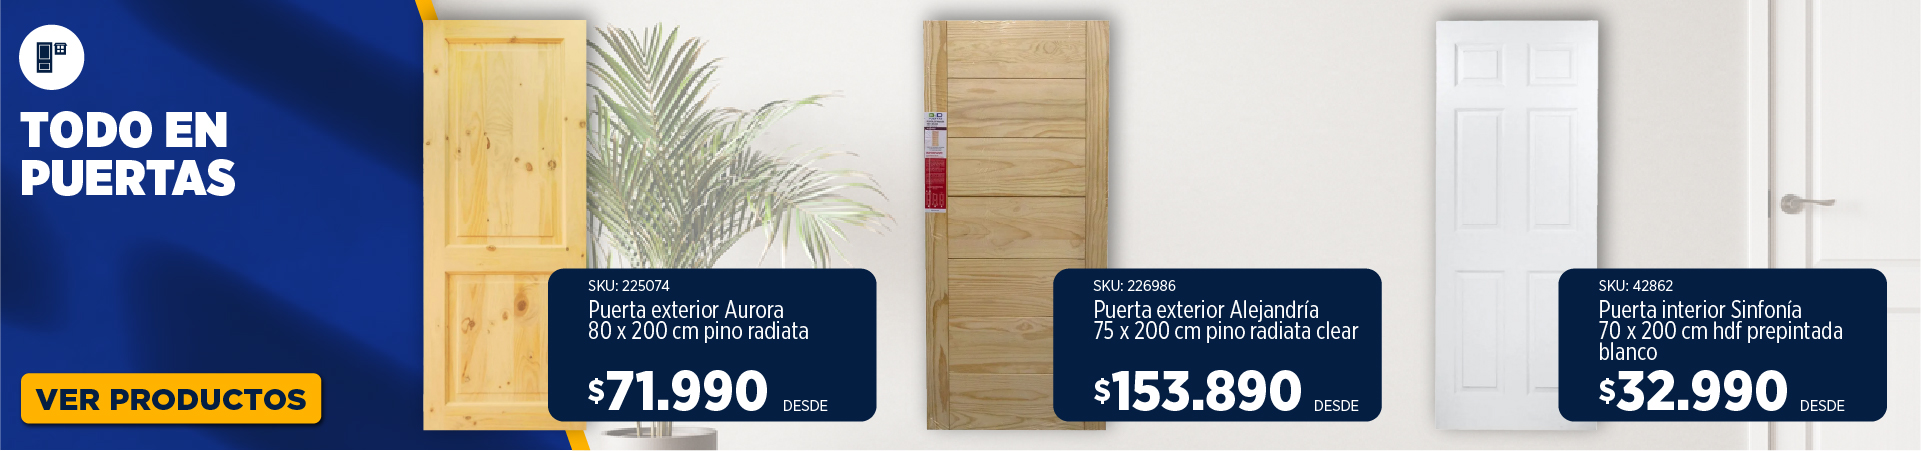 TODO EN
PUERTAS
VER PRODUCTOS
SKU: 225074
Puerta exterior Aurora
80 x 200 cm pino radiata
$71.990 DESDE
SKU: 226986
Puerta exterior Alejandría
75 x 200 cm pino radiata clear
$153.890 DESDE
SKU: 42862
Puerta interior Sinfonía
70 x 200 cm hdf prepintada
blanco
$32.990 DESDE